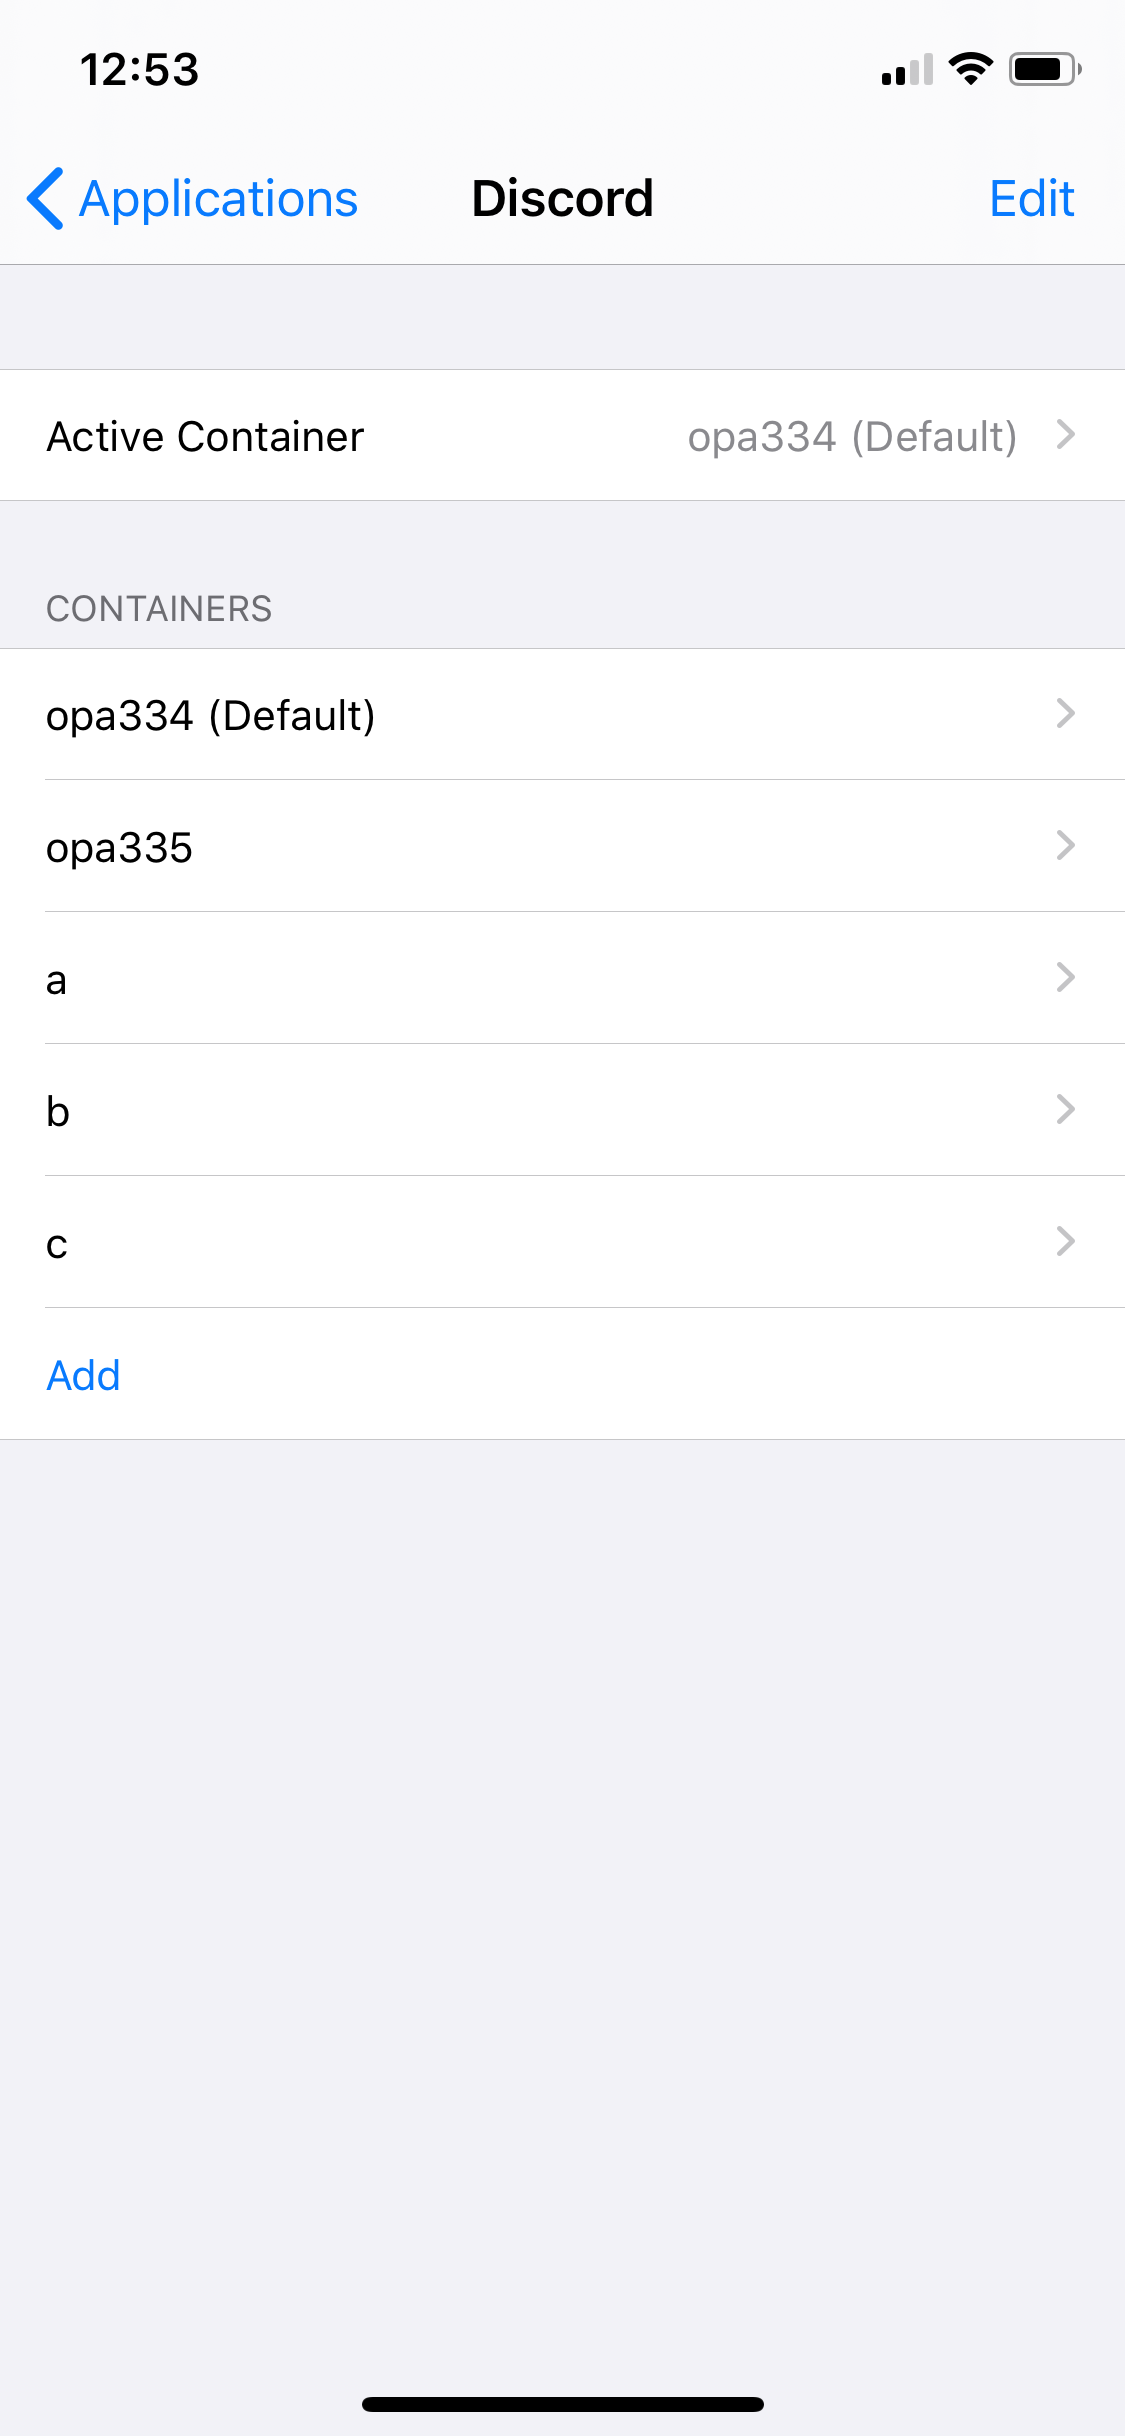 12:53
Applications Discord Edit
Active Container opa334 (Default)
CONTAINERS
opa334 (Default)
opa335
a
b
c
Add